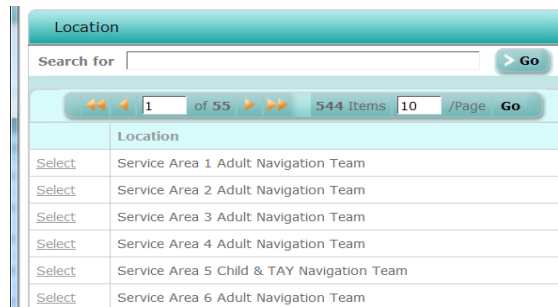 Location
Search for Go
1 of 55 544 Items 10 /Page Go
Location
Select Service Area 1 Adult Navigation Team
Select Service Area 2 Adult Navigation Team
Select Service Area 3 Adult Navigation Team
Select Service Area 4 Adult Navigation Team
Select Service Area 5 Child & TAY Navigation Team
Select Service Area 6 Adult Navigation Team